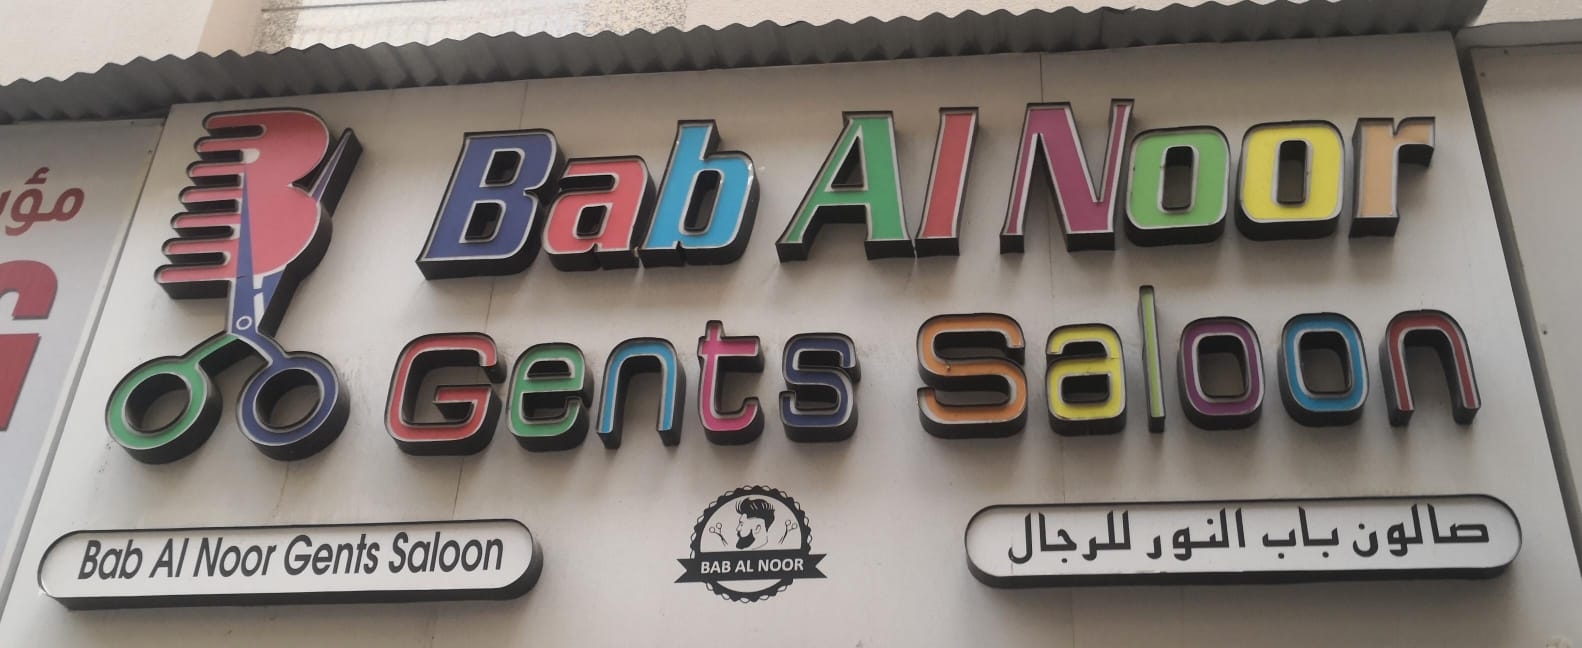 Bab Al Noor
Gents Saloon
Bab Al Noor Gents Saloon
BAB AL NOOR
صالون باب النور للرجال